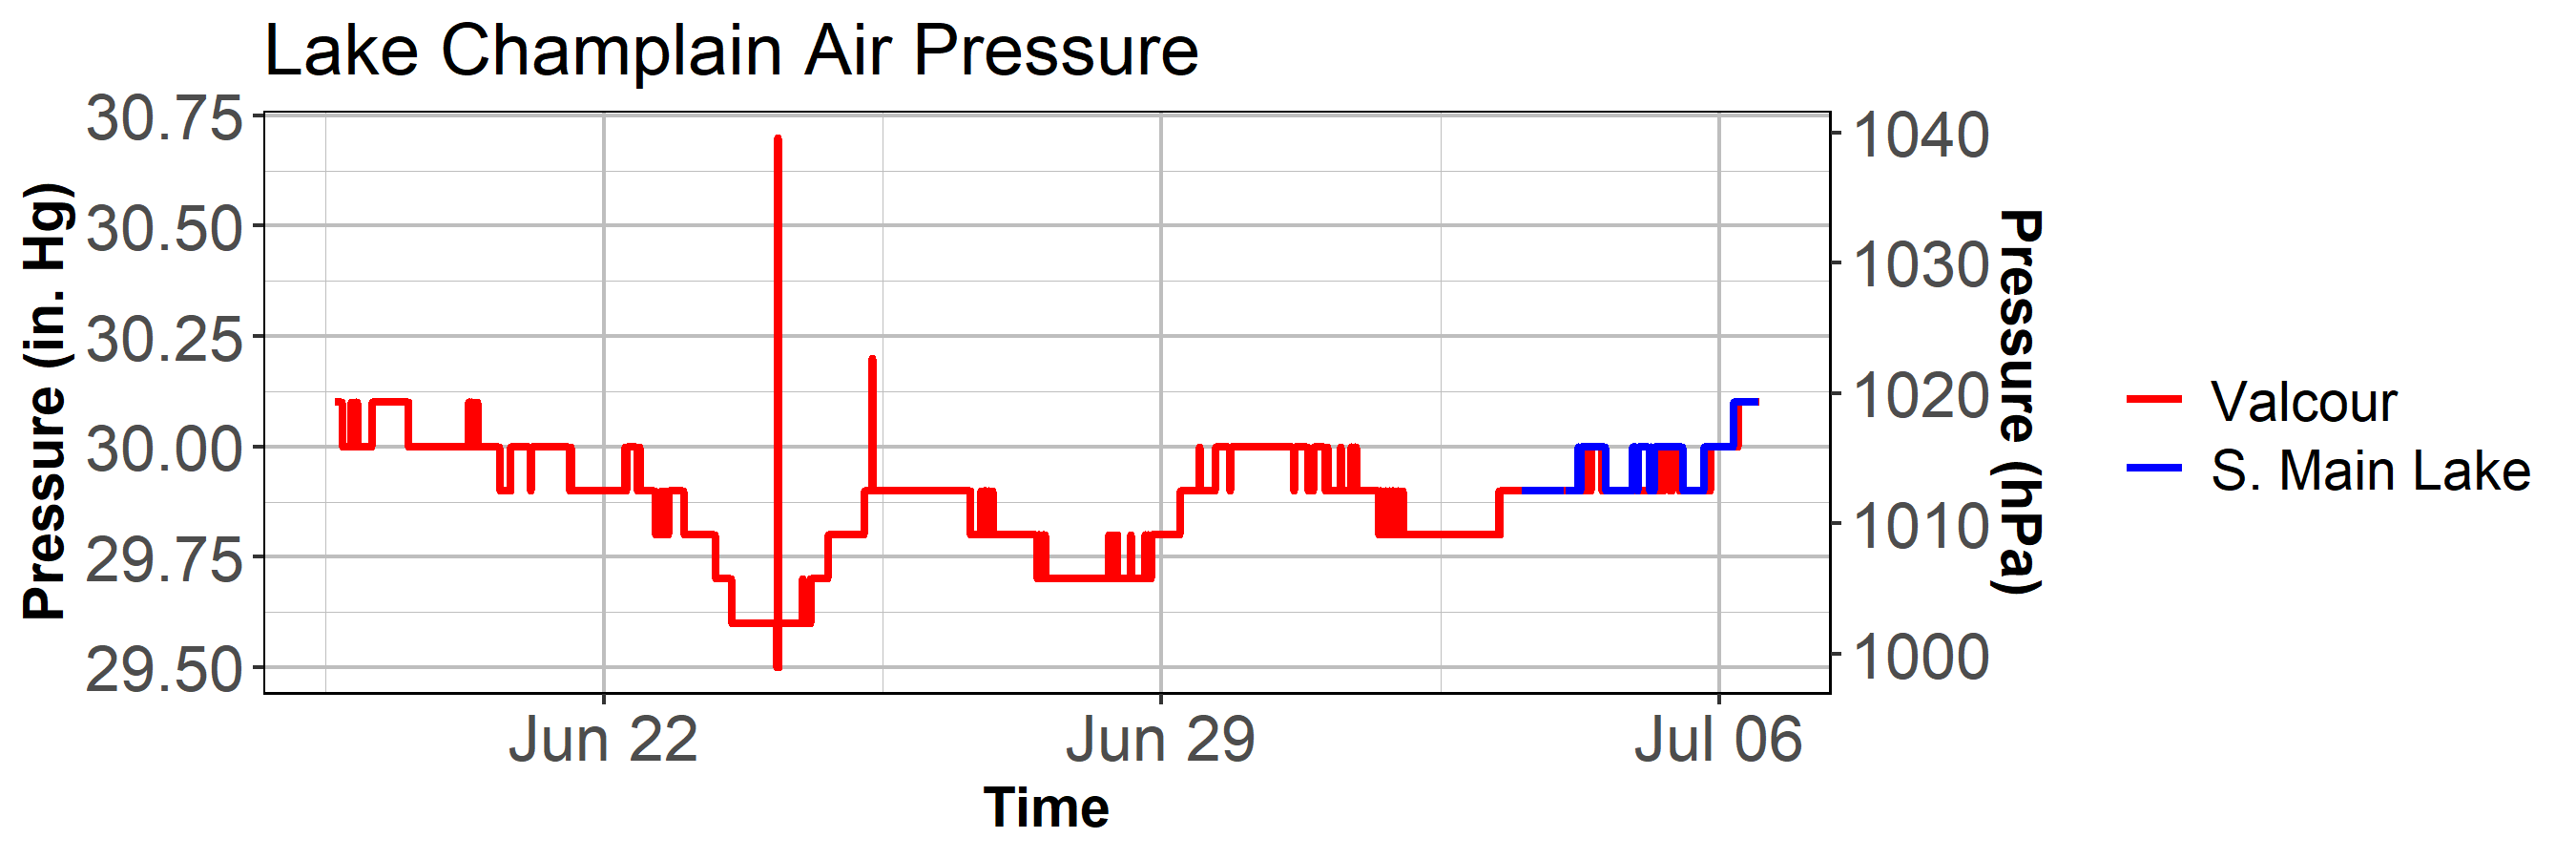 Lake Champlain Air Pressure
Pressure (in. Hg)
30.75
30.50
30.25
30.00
29.75
29.50
1040
1030
1020
1010
1000
Pressure (hPa)
Jun 22
Jun 29
Jul 06
Time
Valcour
S. Main Lake